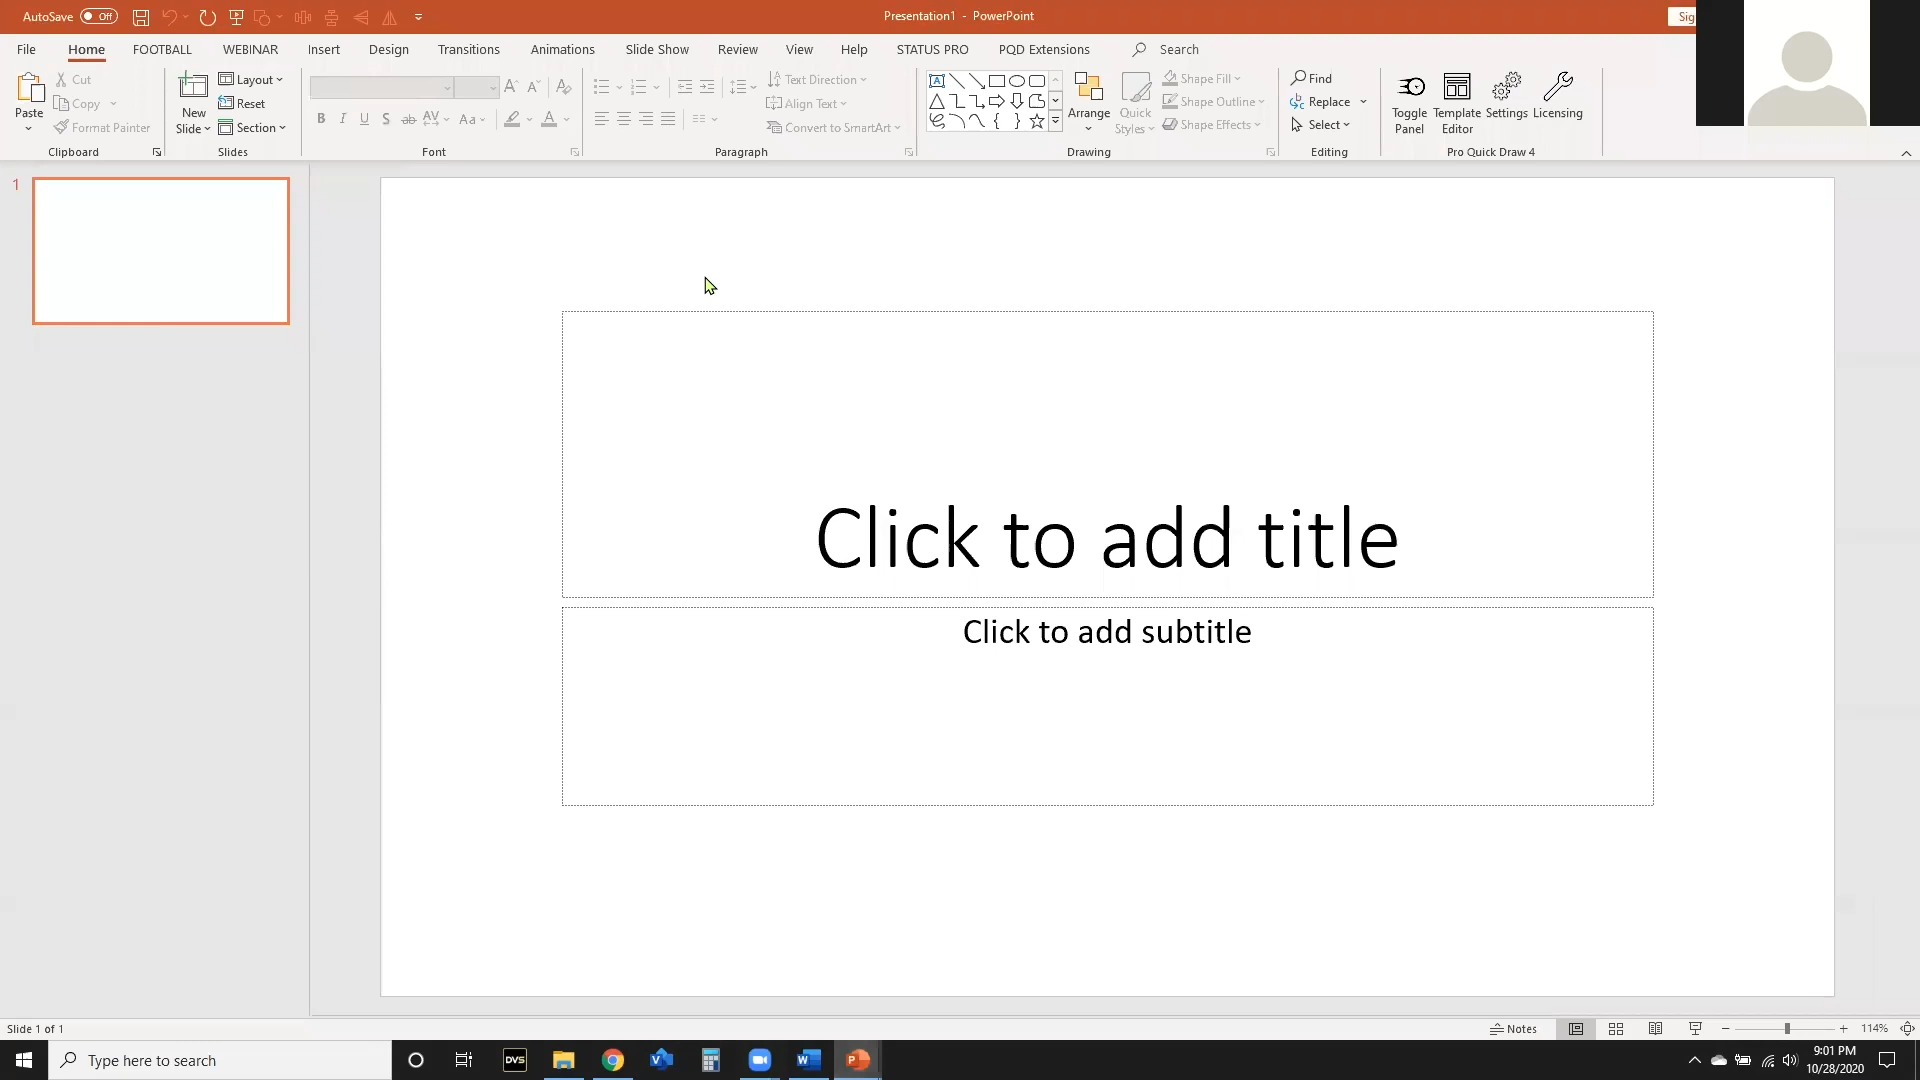 AutoSave Off
Presentation1 - PowerPoint
File Home FOOTBALL WEBINAR Insert Design Transitions Animations Slide Show Review View Help STATUS PRO PQD Extensions Search
Paste
Cut
Copy
Format Painter
Clipboard
New Slide
Layout
Reset
Section
Slides
B I U S ab AV Aa A
Font
Text Direction
Align Text
Convert to SmartArt
Paragraph
Arrange
Quick Styles
Shape Fill
Shape Outline
Shape Effects
Drawing
Find
Replace
Select
Editing
Toggle Panel
Template Editor
Settings
Licensing
Pro Quick Draw 4
1
Click to add title
Click to add subtitle
Slide 1 of 1
Notes
114%
Type here to search
DVS
9:01 PM
10/28/2020